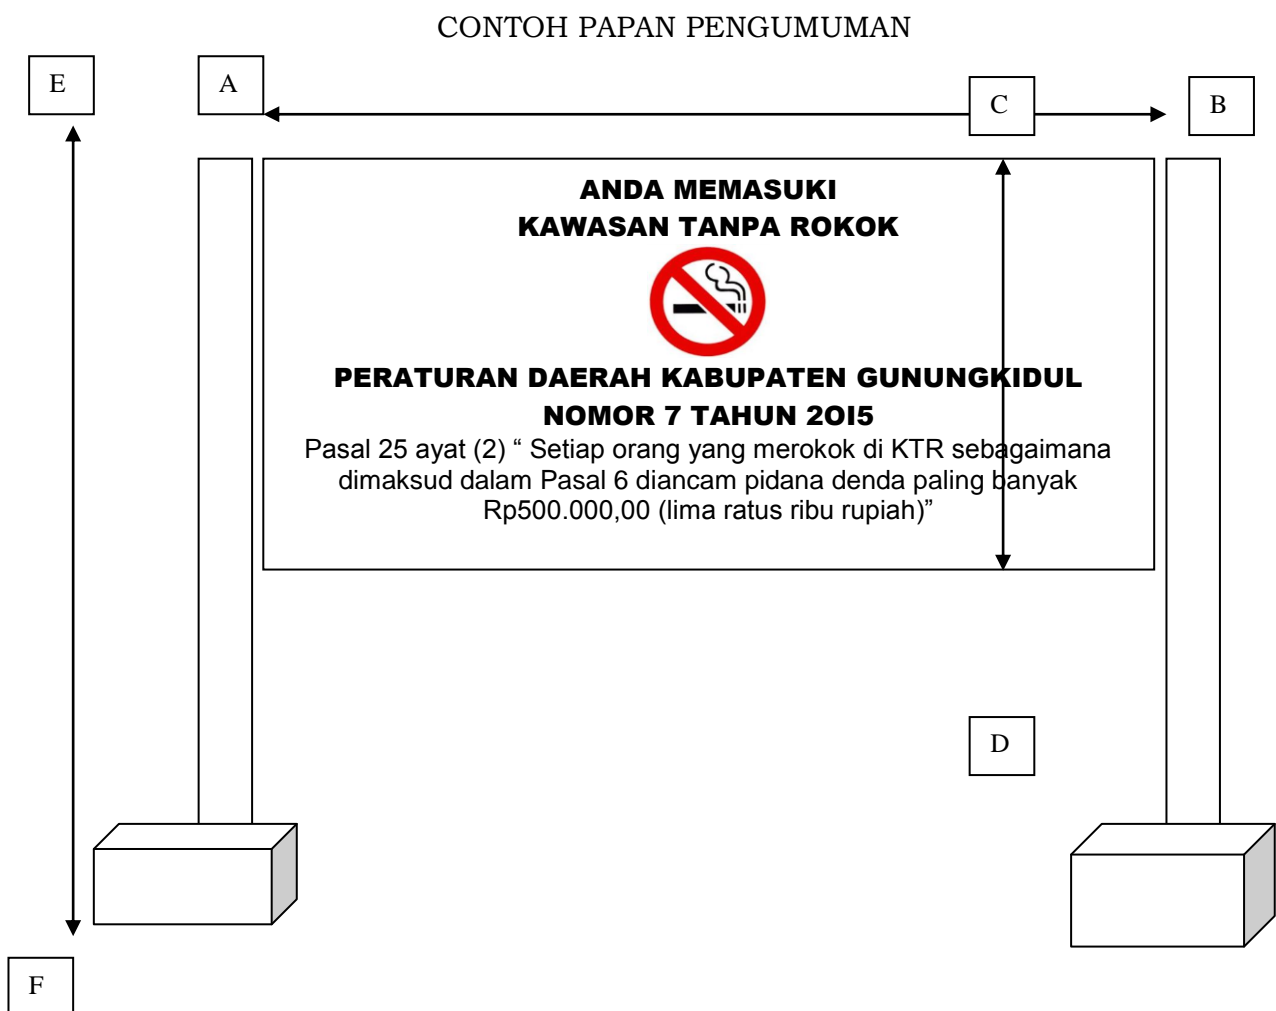 CONTOH PAPAN PENGUMUMAN
E
A
C
B
ANDA MEMASUKI
KAWASAN TANPA ROKOK
PERATURAN DAERAH KABUPATEN GUNUNGKIDUL
NOMOR 7 TAHUN 2OI5
Pasal 25 ayat (2) “ Setiap orang yang merokok di KTR sebagaimana
dimaksud dalam Pasal 6 diancam pidana denda paling banyak
Rp500.000,00 (lima ratus ribu rupiah)”
D
F